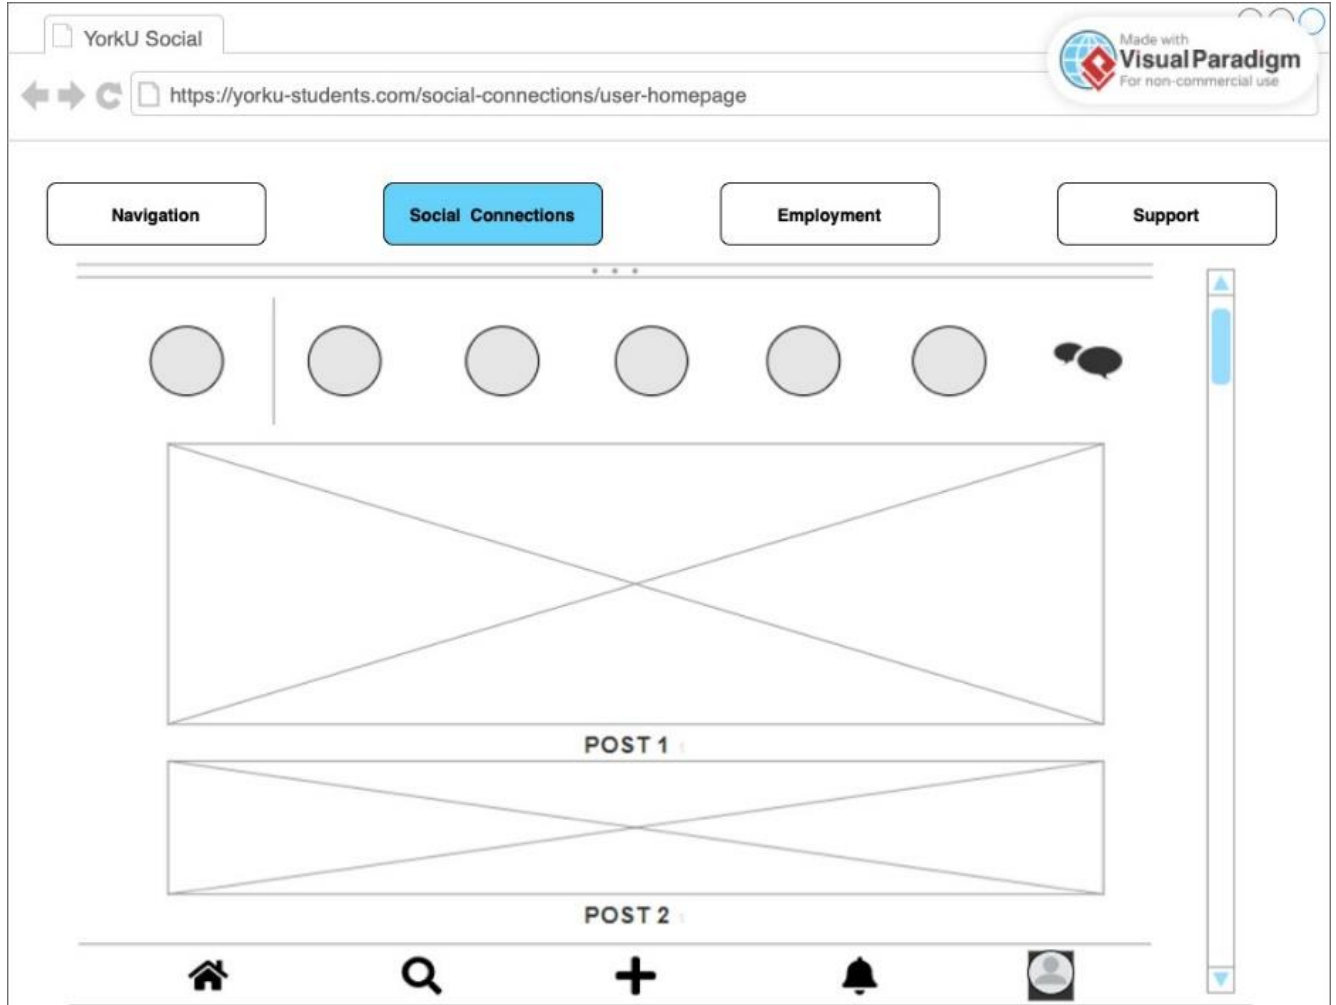 YorkU Social
Made with
Visual Paradigm
For non-commercial use
https://yorku-students.com/social-connections/user-homepage
Navigation
Social Connections
Employment
Support
POST 1
POST 2